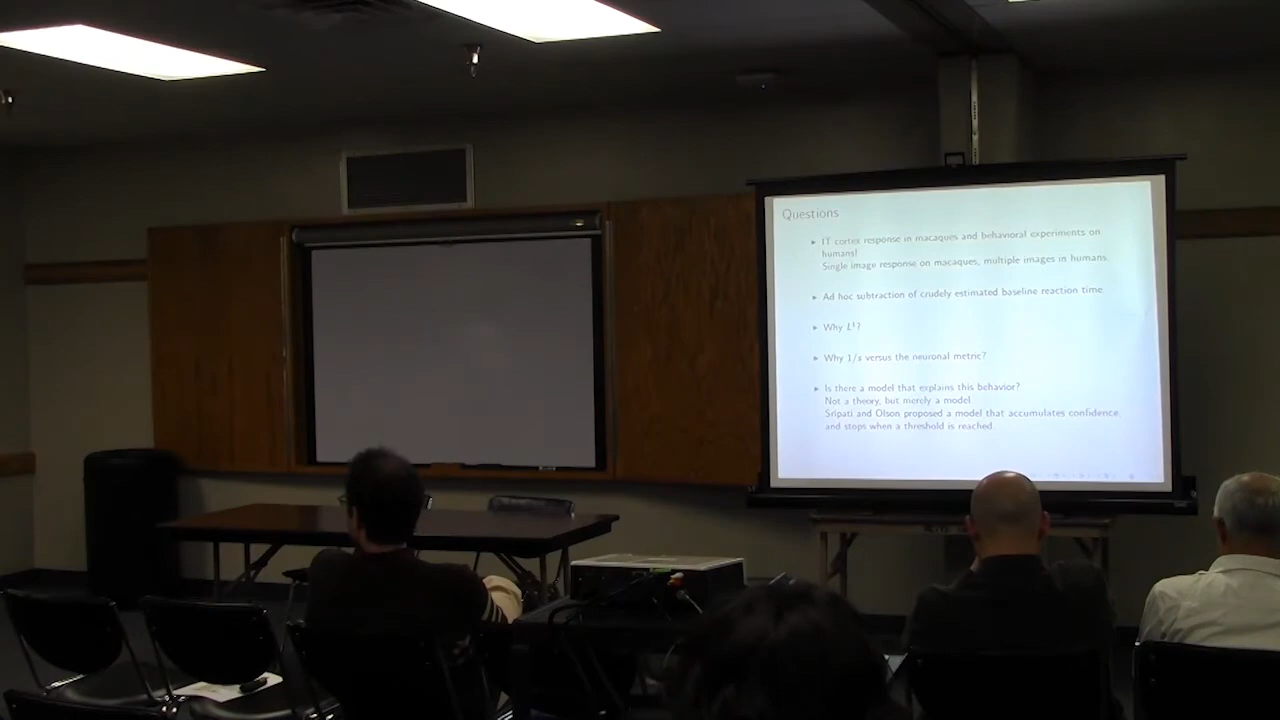 Questions
▸ IT cortex response in macaques and behavioral experiments on
humans!
Single image response on macaques, multiple images in humans.
▸ Ad hoc subtraction of crudely estimated baseline reaction time
▸ Why L¹?
▸ Why 1/s versus the neuronal metric?
▸ Is there a model that explains this behavior?
Not a theory, but merely a model
Sripati and Olson proposed a model that accumulates confidence,
and stops when a threshold is reached.